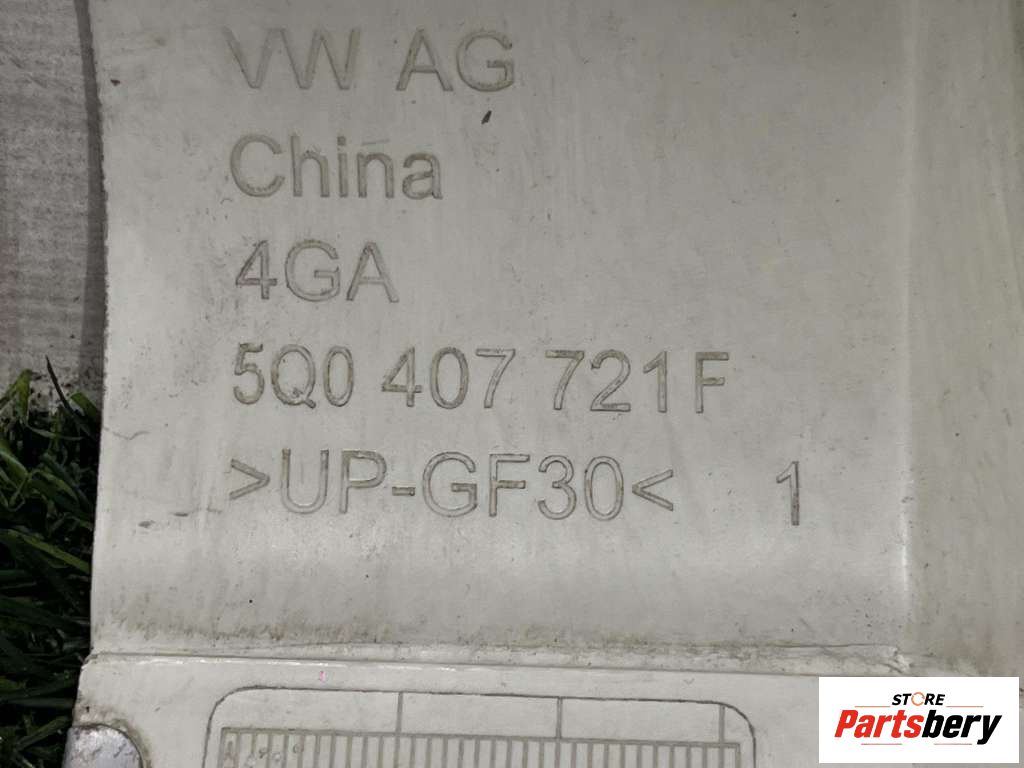 VW AG
China
4GA
5Q0 407 721 F
>UP-GF30< 1
STORE
Partsbery